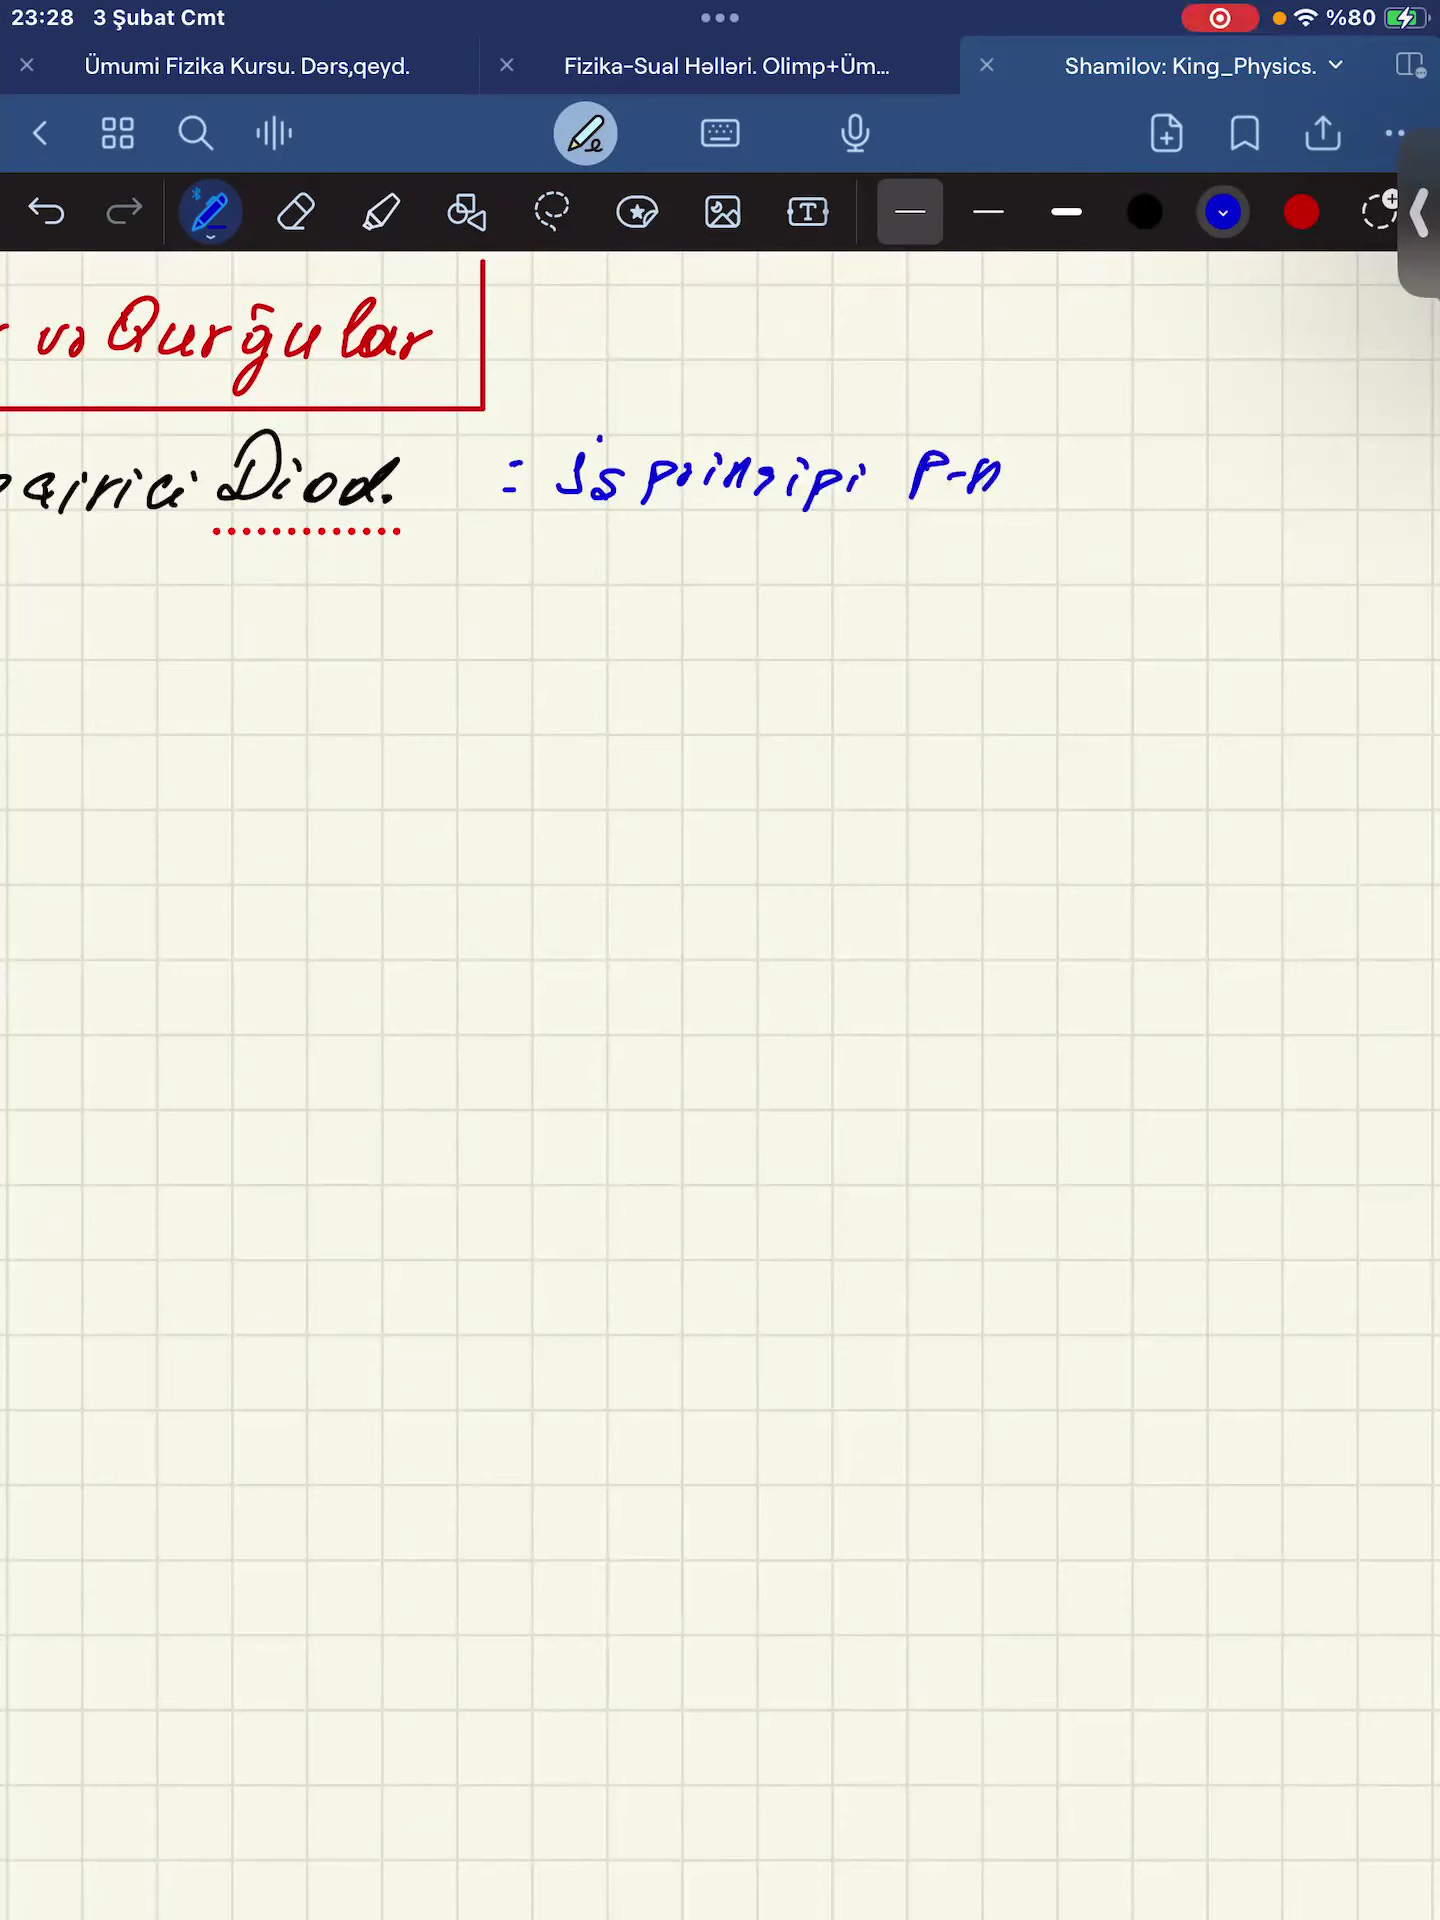 23:28 3 Şubat Cmt %80
Ümumi Fizika Kursu. Dərs,qeyd. Fizika-Sual Həlləri. Olimp+Üm... Shamilov: King_Physics.
və Qurğular
Diod. = İş prinsipi P-n